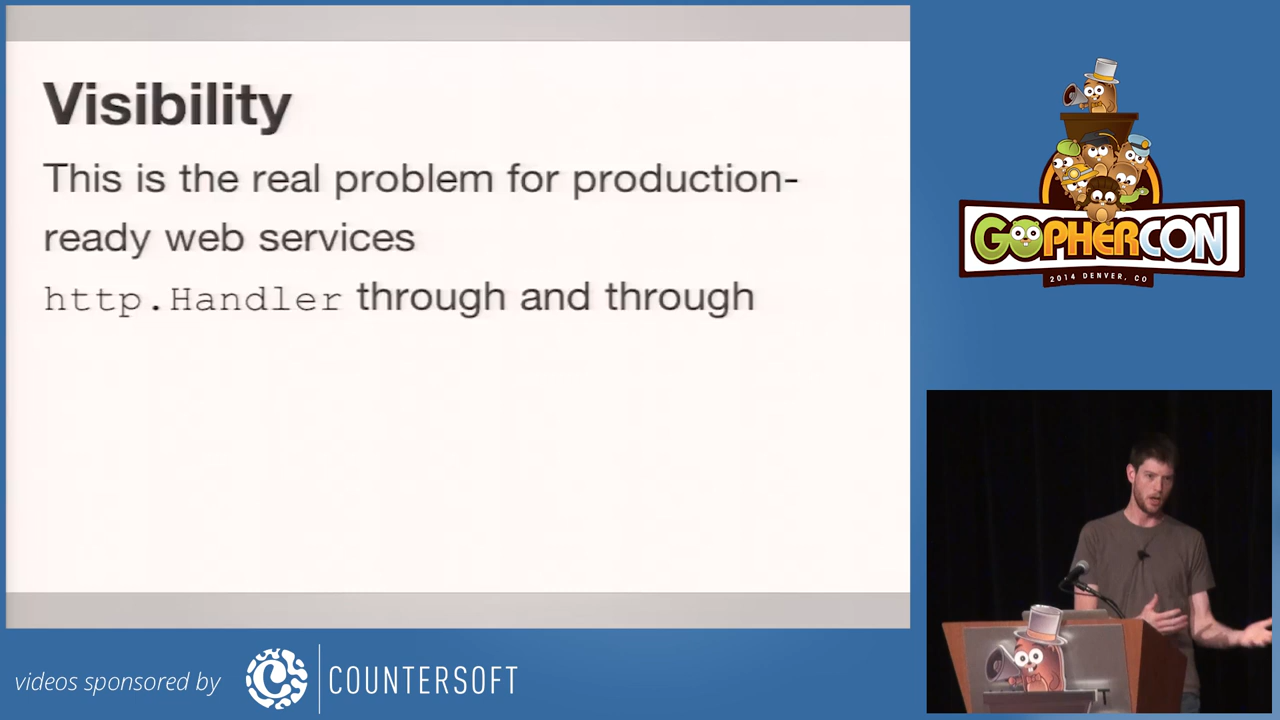 Visibility
This is the real problem for production-
ready web services
http.Handler through and through
GOPHERCON
2014 DENVER, CO
T
videos sponsored by
C
COUNTERSOFT